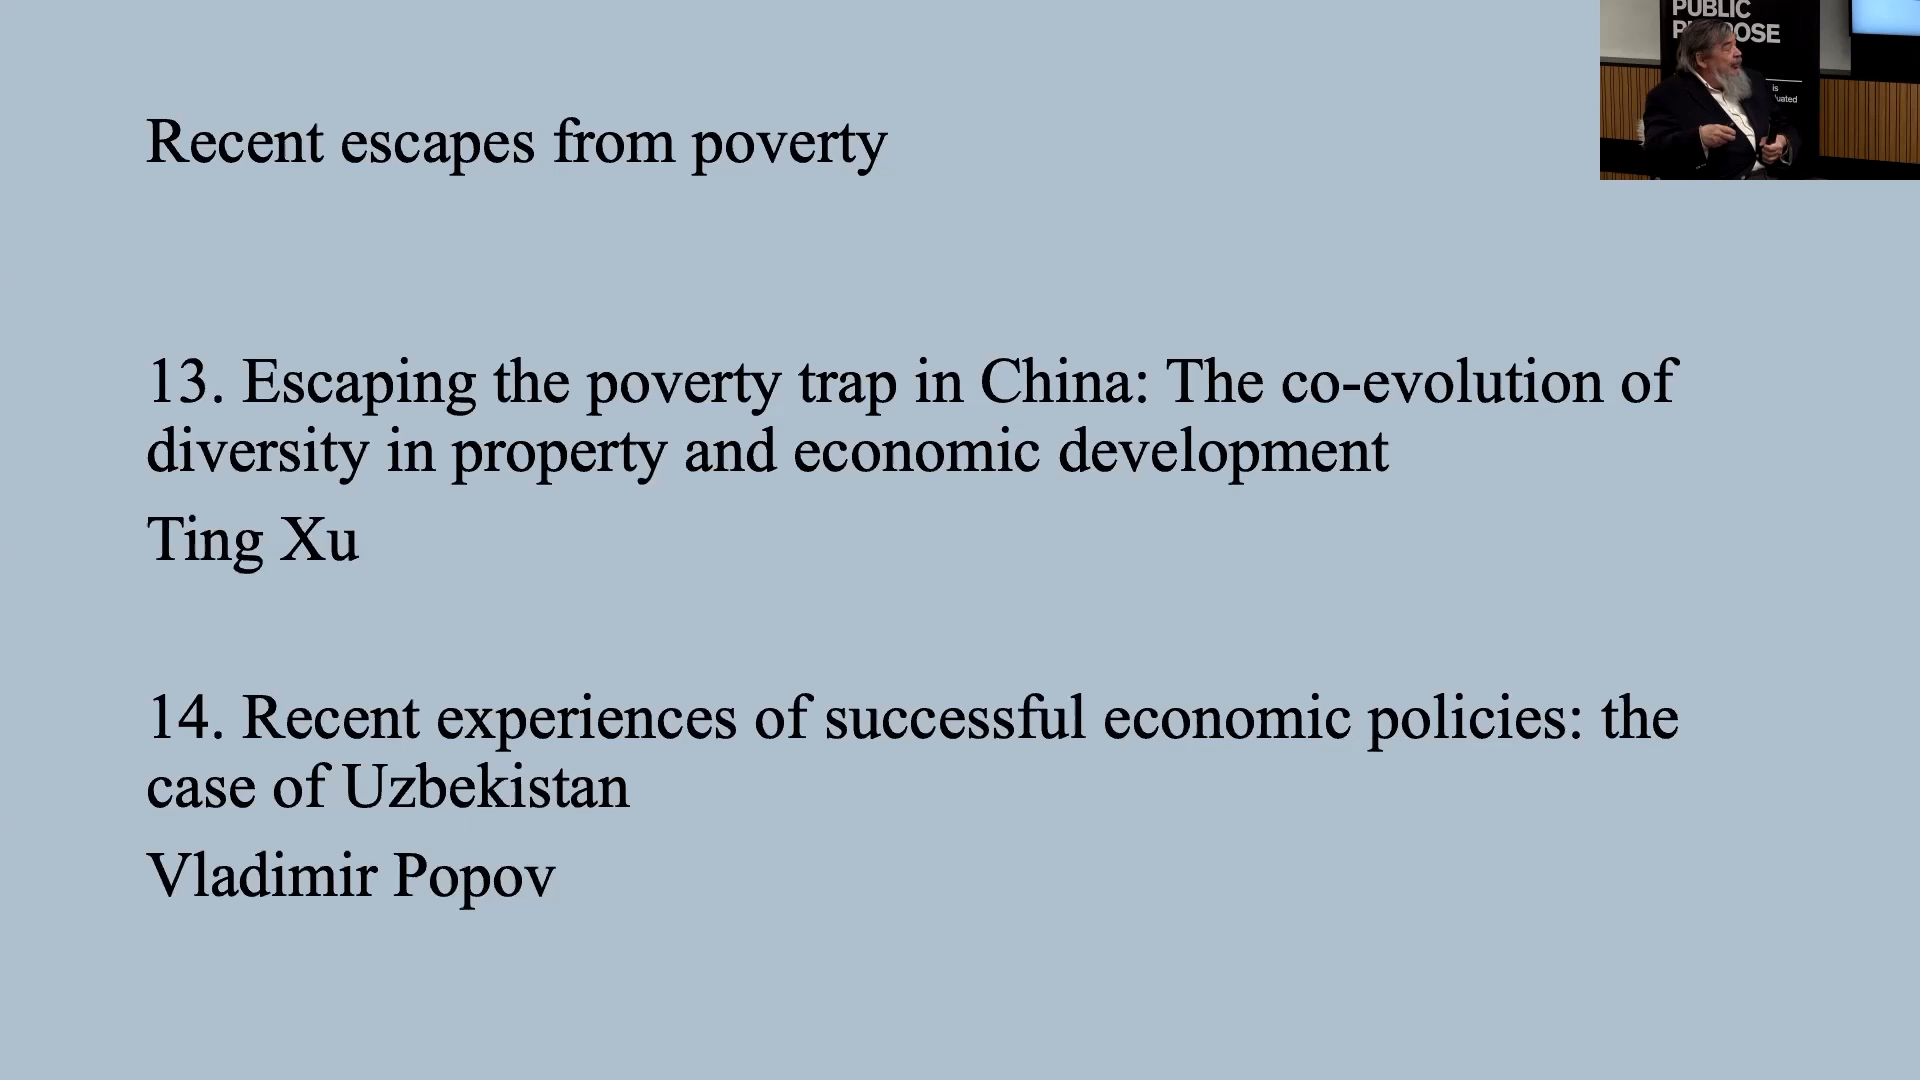 PUBLIC
Recent escapes from poverty
13. Escaping the poverty trap in China: The co-evolution of
diversity in property and economic development
Ting Xu
14. Recent experiences of successful economic policies: the
case of Uzbekistan
Vladimir Popov